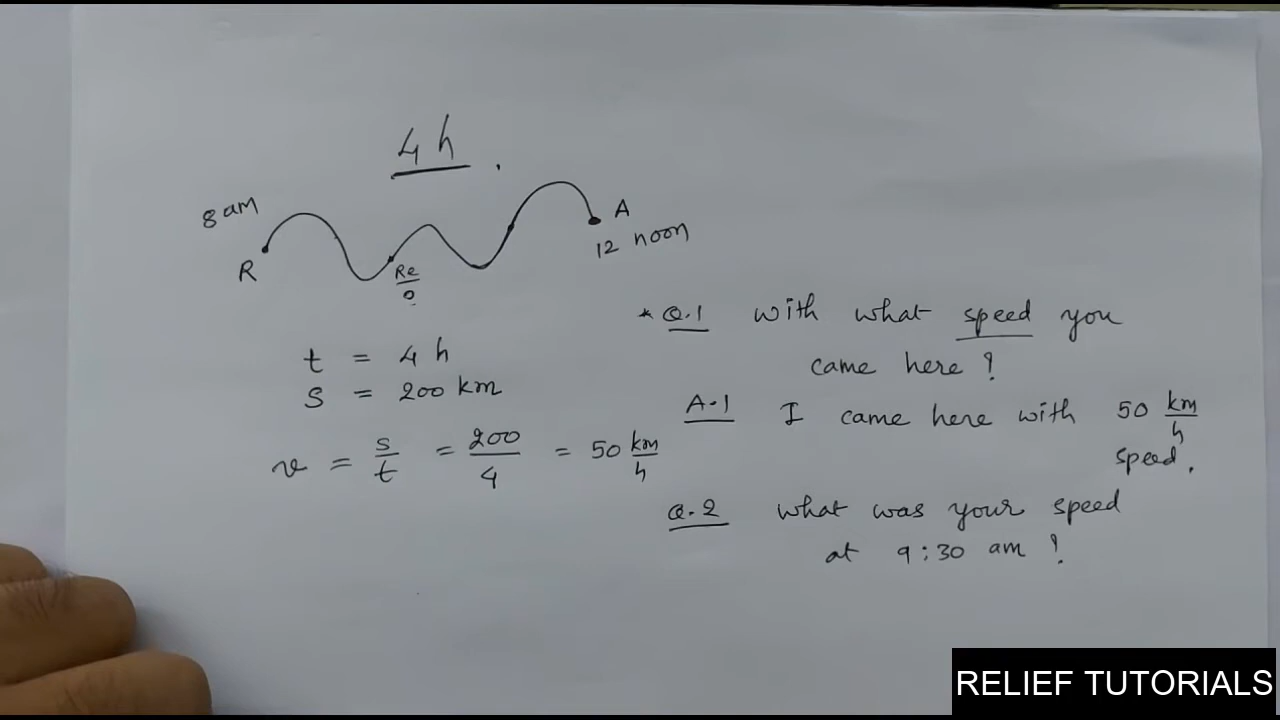 4 h .
8 am
R
Re
0
A
12 noon
t = 4 h
s = 200 km
v = s/t = 200/4 = 50 km/h
* Q.1 with what speed you
came here ?
A.1 I came here with 50 km/h
speed.
Q.2 what was your speed
at 9:30 am ?
RELIEF TUTORIALS